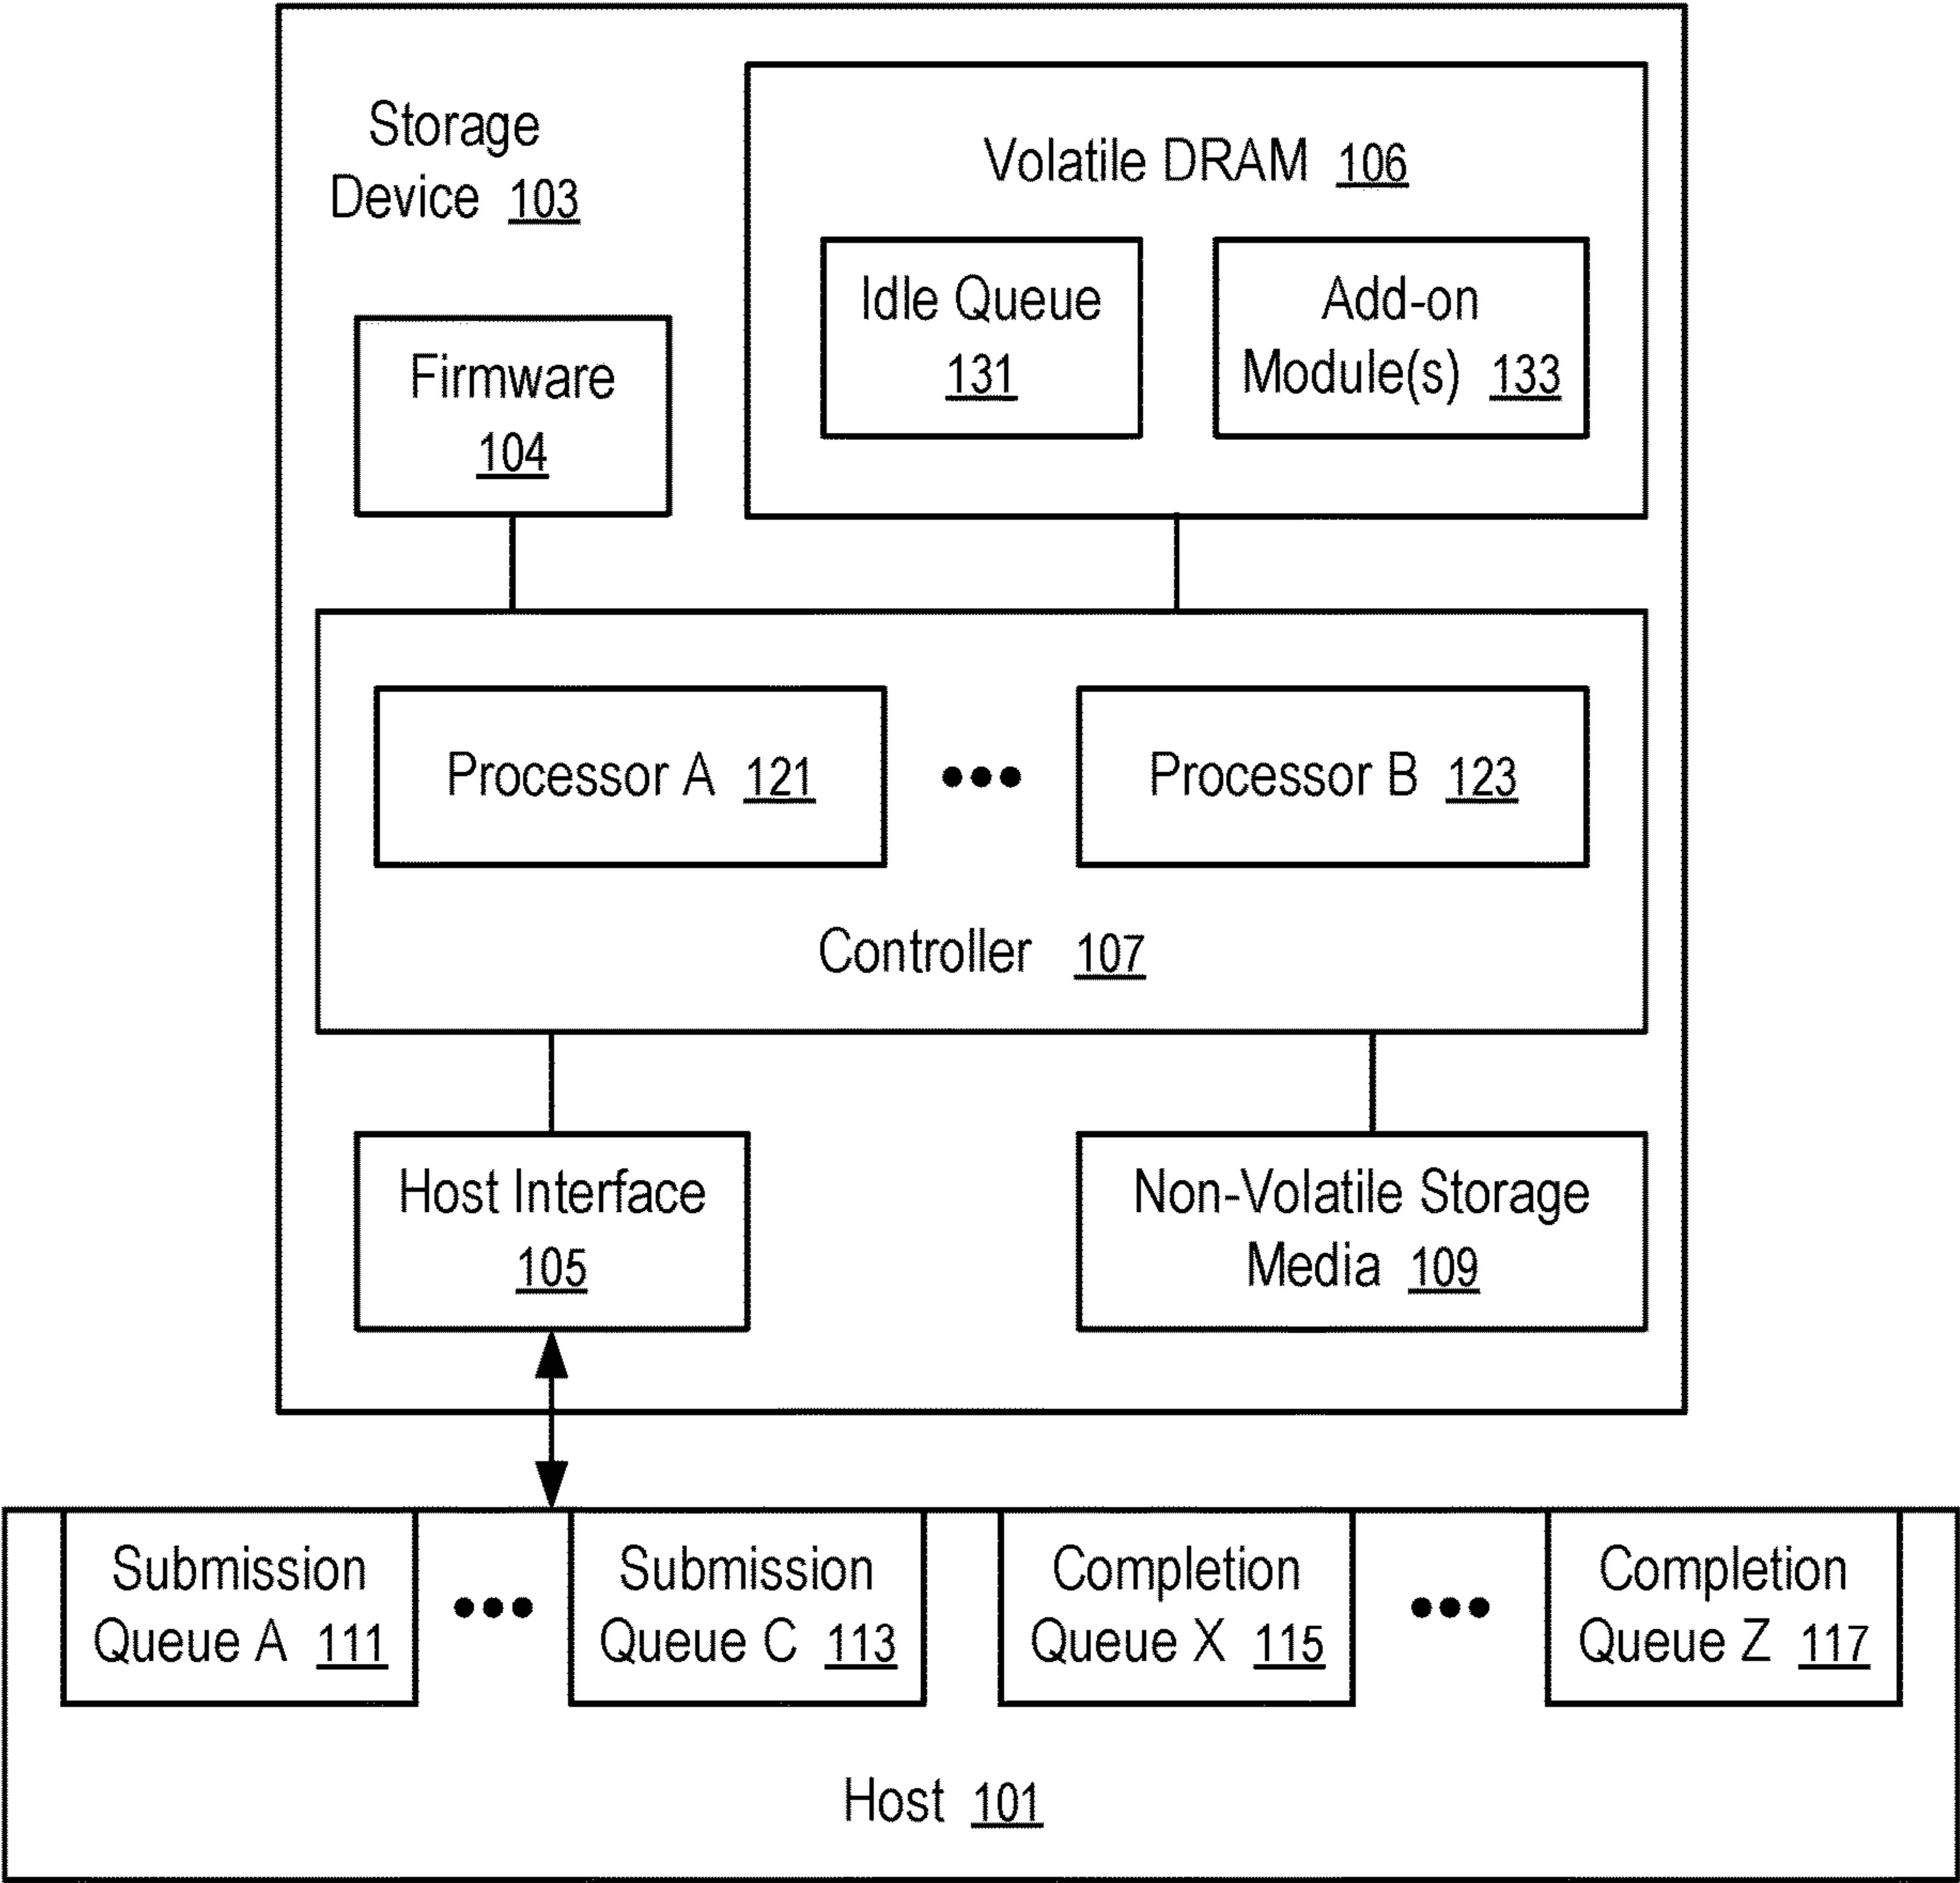 Storage
Device 103
Volatile DRAM 106
Idle Queue
131
Add-on
Module(s) 133
Firmware
104
Processor A 121
Processor B 123
Controller 107
Host Interface
105
Non-Volatile Storage
Media 109
Submission
Queue A 111
Submission
Queue C 113
Completion
Queue X 115
Completion
Queue Z 117
Host 101